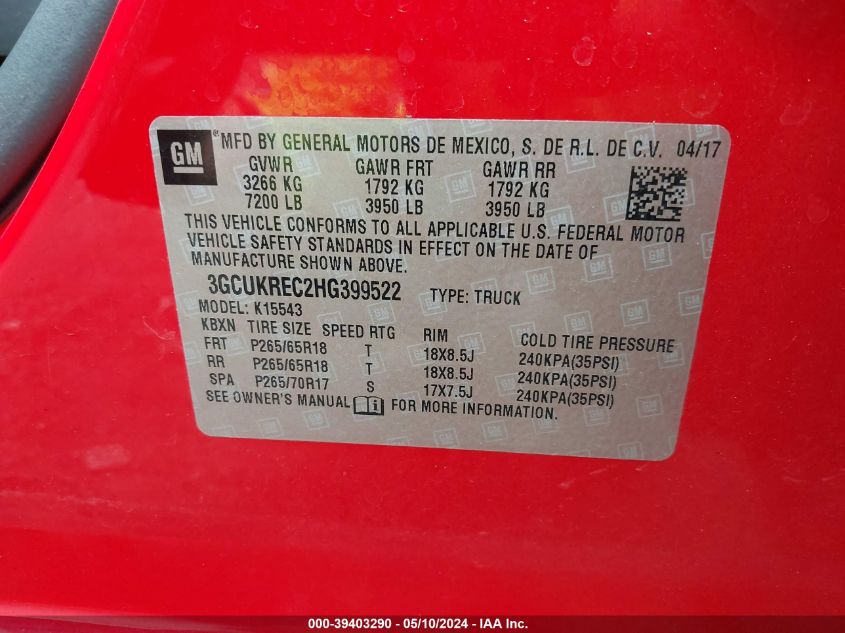 GM ® MFD BY GENERAL MOTORS DE MEXICO, S. DE R.L. DE C.V. 04/17
GVWR GAWR FRT GAWR RR
3266 KG 1792 KG 1792 KG
7200 LB 3950 LB 3950 LB
THIS VEHICLE CONFORMS TO ALL APPLICABLE U.S. FEDERAL MOTOR
VEHICLE SAFETY STANDARDS IN EFFECT ON THE DATE OF
MANUFACTURE SHOWN ABOVE.
3GCUKREC2HG399522 TYPE: TRUCK
MODEL: K15543
KBXN TIRE SIZE SPEED RTG RIM COLD TIRE PRESSURE
FRT P265/65R18 T 18X8.5J 240KPA(35PSI)
RR P265/65R18 T 18X8.5J 240KPA(35PSI)
SPA P265/70R17 S 17X7.5J 240KPA(35PSI)
SEE OWNER'S MANUAL FOR MORE INFORMATION.
000-39403290 - 05/10/2024 - IAA Inc.